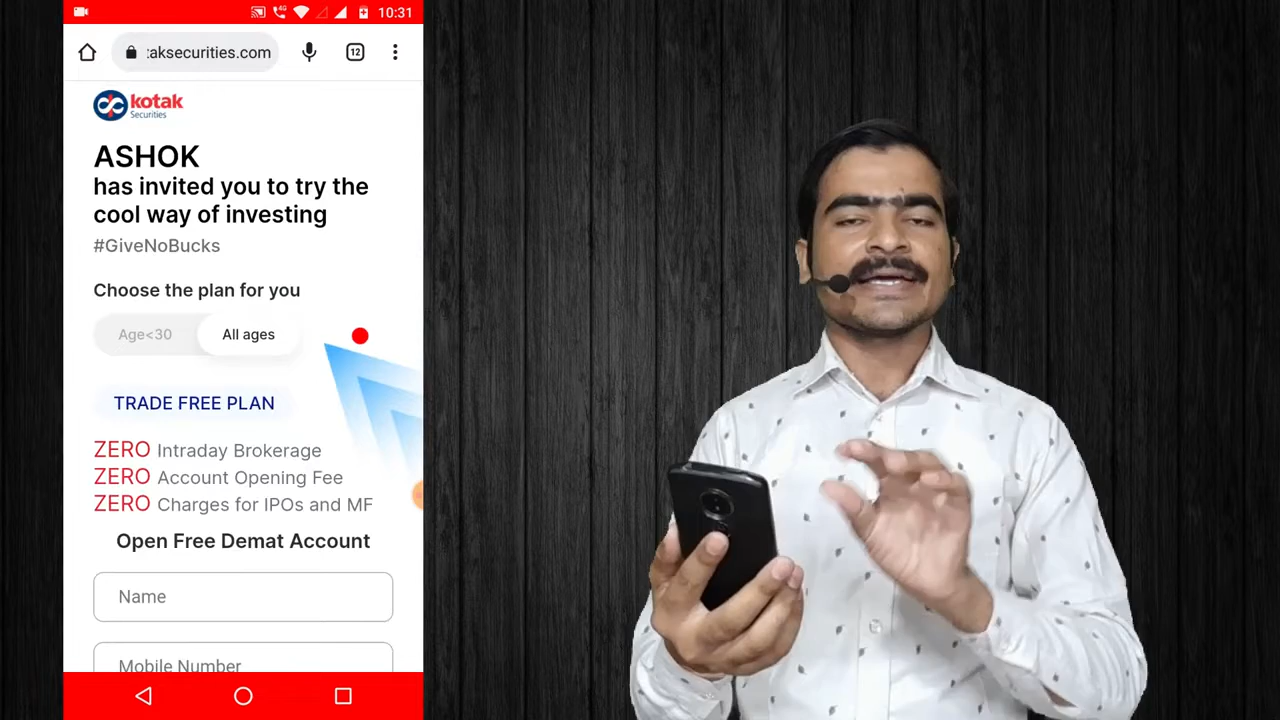 4G
10:31
:aksecurities.com
12
kotak
Securities
ASHOK
has invited you to try the
cool way of investing
#GiveNoBucks
Choose the plan for you
Age<30
All ages
TRADE FREE PLAN
ZERO Intraday Brokerage
ZERO Account Opening Fee
ZERO Charges for IPOs and MF
Open Free Demat Account
Name
Mobile Number